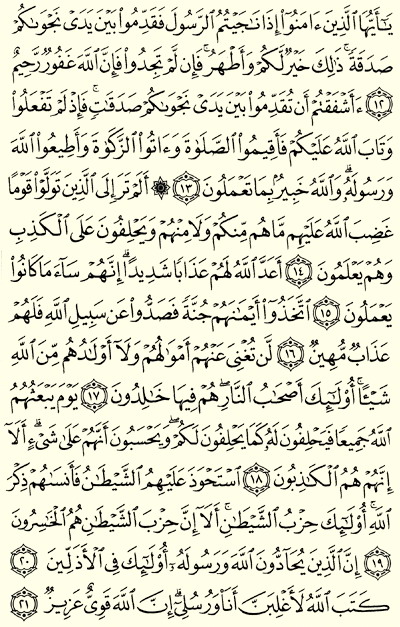 يَٰٓأَيُّهَا ٱلَّذِينَ ءَامَنُوٓا۟ إِذَا نَٰجَيْتُمُ ٱلرَّسُولَ فَقَدِّمُوا۟ بَيْنَ يَدَىْ نَجْوَىٰكُمْ
صَدَقَةً ۚ ذَٰلِكَ خَيْرٌ لَّكُمْ وَأَطْهَرُ ۚ فَإِن لَّمْ تَجِدُوا۟ فَإِنَّ ٱللَّهَ غَفُورٌ رَّحِيمٌ
١٢ ءَأَشْفَقْتُمْ أَن تُقَدِّمُوا۟ بَيْنَ يَدَىْ نَجْوَىٰكُمْ صَدَقَٰتٍ ۚ فَإِذْ لَمْ تَفْعَلُوا۟
وَتَابَ ٱللَّهُ عَلَيْكُمْ فَأَقِيمُوا۟ ٱلصَّلَوٰةَ وَءَاتُوا۟ ٱلزَّكَوٰةَ وَأَطِيعُوا۟ ٱللَّهَ
وَرَسُولَهُۥ ۚ وَٱللَّهُ خَبِيرٌۢ بِمَا تَعْمَلُونَ ١٣ ۞ أَلَمْ تَرَ إِلَى ٱلَّذِينَ تَوَلَّوْا۟ قَوْمًا
غَضِبَ ٱللَّهُ عَلَيْهِم مَّا هُم مِّنكُمْ وَلَا مِنْهُمْ وَيَحْلِفُونَ عَلَى ٱلْكَذِبِ
وَهُمْ يَعْلَمُونَ ١٤ أَعَدَّ ٱللَّهُ لَهُمْ عَذَابًا شَدِيدًا ۖ إِنَّهُمْ سَآءَ مَا كَانُوا۟
يَعْمَلُونَ ١٥ ٱتَّخَذُوٓا۟ أَيْمَٰنَهُمْ جُنَّةً فَصَدُّوا۟ عَن سَبِيلِ ٱللَّهِ فَلَهُمْ
عَذَابٌ مُّهِينٌ ١٦ لَّن تُغْنِىَ عَنْهُمْ أَمْوَٰلُهُمْ وَلَآ أَوْلَٰدُهُم مِّنَ ٱللَّهِ
شَيْـًٔا ۚ أُو۟لَٰٓئِكَ أَصْحَٰبُ ٱلنَّارِ ۖ هُمْ فِيهَا خَٰلِدُونَ ١٧ يَوْمَ يَبْعَثُهُمُ
ٱللَّهُ جَمِيعًا فَيَحْلِفُونَ لَهُۥ كَمَا يَحْلِفُونَ لَكُمْ ۖ وَيَحْسَبُونَ أَنَّهُمْ عَلَىٰ شَىْءٍ ۚ أَلَآ
إِنَّهُمْ هُمُ ٱلْكَٰذِبُونَ ١٨ ٱسْتَحْوَذَ عَلَيْهِمُ ٱلشَّيْطَٰنُ فَأَنسَىٰهُمْ ذِكْرَ
ٱللَّهِ ۚ أُو۟لَٰٓئِكَ حِزْبُ ٱلشَّيْطَٰنِ ۚ أَلَآ إِنَّ حِزْبَ ٱلشَّيْطَٰنِ هُمُ ٱلْخَٰسِرُونَ
١٩ إِنَّ ٱلَّذِينَ يُحَآدُّونَ ٱللَّهَ وَرَسُولَهُۥٓ أُو۟لَٰٓئِكَ فِى ٱلْأَذَلِّينَ ٢٠
كَتَبَ ٱللَّهُ لَأَغْلِبَنَّ أَنَا۠ وَرُسُلِىٓ ۚ إِنَّ ٱللَّهَ قَوِىٌّ عَزِيزٌ ٢١